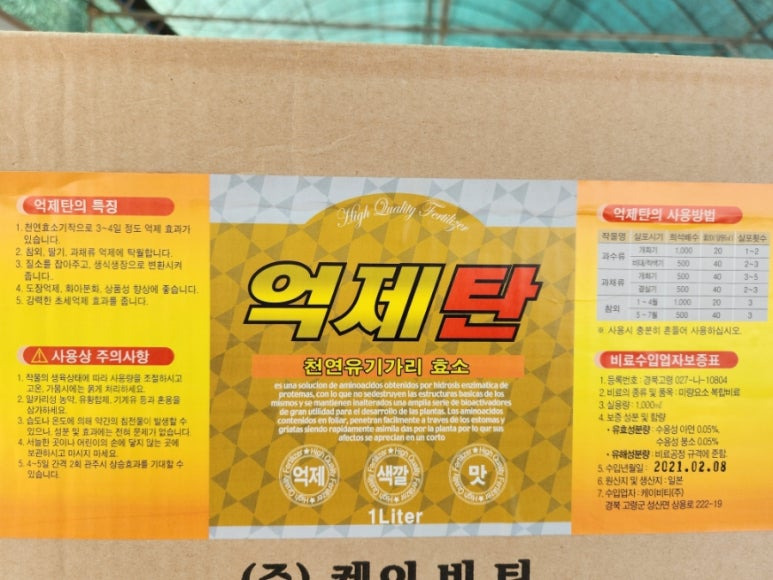 억제탄의 특징
1. 천연효소기작으로 3~4일 정도 억제 효과가
있습니다.
2. 참외, 딸기, 과채류 억제에 탁월합니다.
3. 질소를 잡아주고, 생식생장으로 변환시켜
줍니다.
4. 도장억제, 화아분화, 상품성 향상에 좋습니다.
5. 강력한 초세억제 효과를 줍니다.
사용상 주의사항
1. 작물의 생육상태에 따라 사용량을 조절하시고
고온, 가뭄시에는 묽게 처리하세요.
2. 알카리성 농약, 유황합제, 기계유 등과 혼용을
삼가하세요.
3. 습도나 온도에 의해 약간의 침전물이 발생할 수
있으나, 성분 및 효과에는 전혀 문제가 없습니다.
4. 서늘한 곳이나 어린이의 손에 닿지 않는 곳에
보관하시고 마시지 마세요.
5. 4~5일 간격 2회 관주시 상승효과를 기대할 수
있습니다.
High Quality Fertilizer
억제탄
천연유기가리 효소
es una solucion de aminoacidos obtenidos por hidrosis enzimatica de
protemas, con lo que no sedestruyen las estructuras basicas de los
mismos y se mantienen inalterados una amplia serie de bioactivadores
de gran utilidad para el desarrollo de las plantas. Los aminoacidos
contenidos en foliar, penetran facilmente a traves de los estomas y
griatas siendo rapidamente asimila das por la planta por lo que sus
afectos se aprecian en un corto
억제 색깔 맛
1Liter
억제탄의 사용방법
작물명 살포시기 희석배수 살포횟수
과수류 개화기 1,000 20 1~2
비대/착색기 500 40 2~3
과채류 개화기 500 40 3~5
결실기 500 40 2~3
참외 1~4월 1,000 20 3
5~7월 500 40 3
※ 사용시 충분히 흔들어 사용하십시오.
비료수입업자보증표
1. 등록번호 : 경북고령 027-나-10804
2. 비료의 종류 및 품목 : 미량요소 복합비료
3. 실용량 : 1,000㎖
4. 보증 성분 및 함량
• 유효성분량 : 수용성 아연 0.05%,
수용성 붕소 0.05%
• 유해성분량 : 비료공정 규격에 준함.
5. 수입년월일 : 2021.02.08
6. 원산지 및 생산지 : 일본
7. 수입업자 : 케이비티(주)
경북 고령군 성산면 상용로 222-19
(주) 케이비티